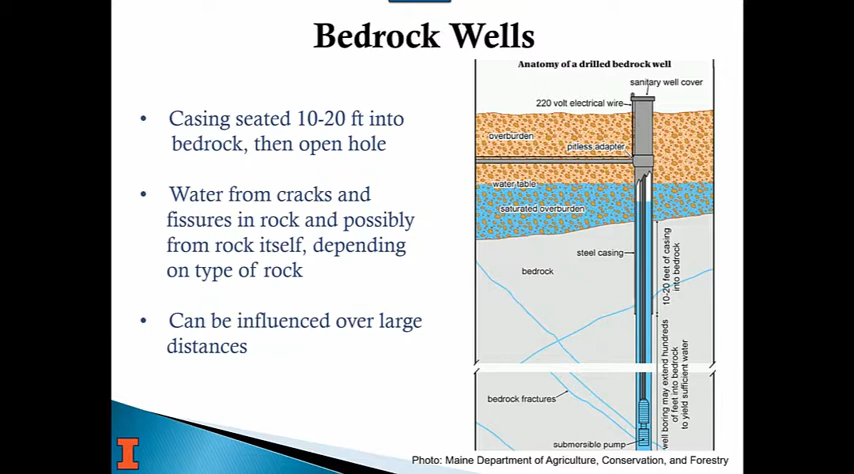 Bedrock Wells
• Casing seated 10-20 ft into
bedrock, then open hole
• Water from cracks and
fissures in rock and possibly
from rock itself, depending
on type of rock
• Can be influenced over large
distances
Anatomy of a drilled bedrock well
sanitary well cover
220 volt electrical wire
overburden
pitless adapter
water table
saturated overburden
steel casing
bedrock
10-20 feet of casing
into bedrock
well boring may extend hundreds
of feet into bedrock
to yield sufficient water
bedrock fractures
submersible pump
Photo: Maine Department of Agriculture, Conservation, and Forestry
I